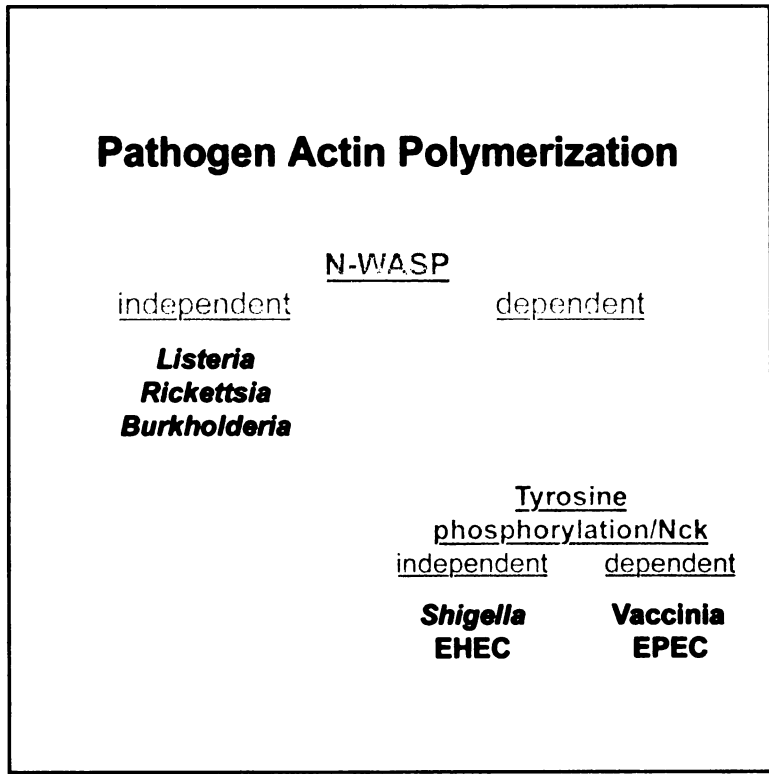 Pathogen Actin Polymerization
N-WASP
independent dependent
Listeria
Rickettsia
Burkholderia
Tyrosine
phosphorylation/Nck
independent dependent
Shigella Vaccinia
EHEC EPEC